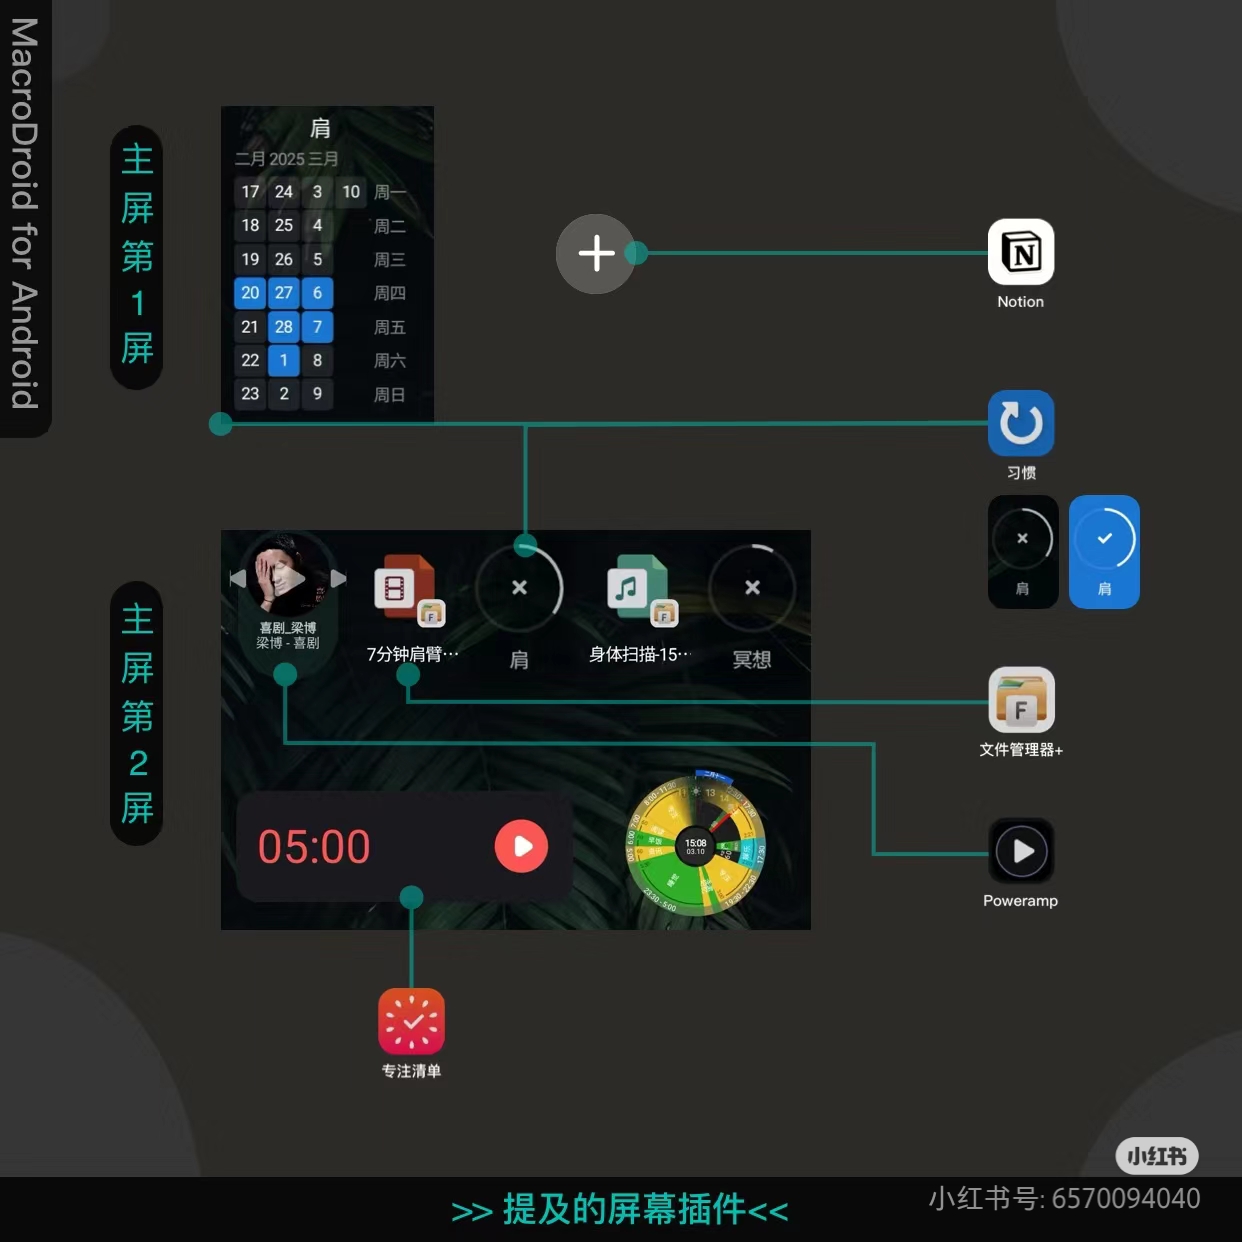 MacroDroid for Android
主屏第1屏
肩
二月 2025 三月
17 24 3 10 周一
18 25 4 周二
19 26 5 周三
20 27 6 周四
21 28 7 周五
22 1 8 周六
23 2 9 周日
Notion
习惯
肩
肩
主屏第2屏
喜剧_梁博
梁博 - 喜剧
F
7分钟肩臂…
肩
F
身体扫描-15…
冥想
F
文件管理器+
05:00
15:08
03.10
Poweramp
专注清单
小红书
小红书号: 6570094040
>> 提及的屏幕插件<<